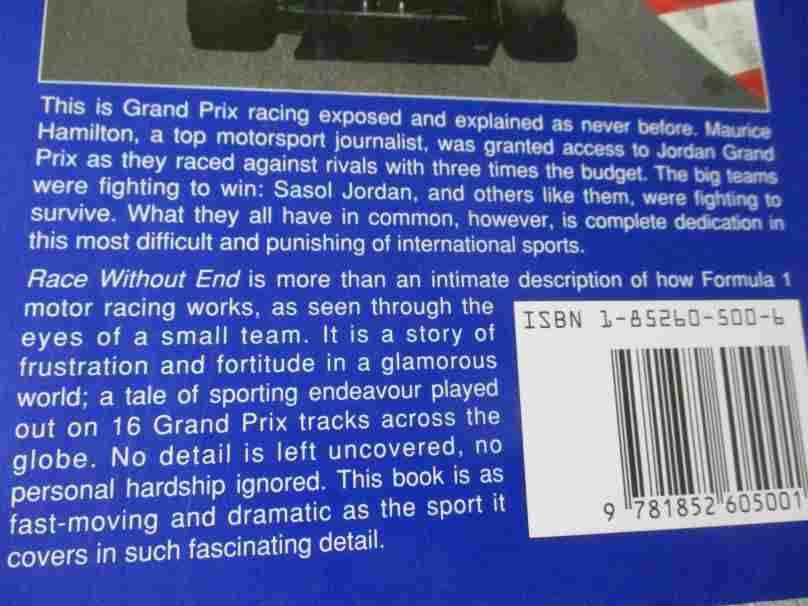 This is Grand Prix racing exposed and explained as never before. Maurice
Hamilton, a top motorsport journalist, was granted access to Jordan Grand
Prix as they raced against rivals with three times the budget. The big teams
were fighting to win: Sasol Jordan, and others like them, were fighting to
survive. What they all have in common, however, is complete dedication in
this most difficult and punishing of international sports.
Race Without End is more than an intimate description of how Formula 1
motor racing works, as seen through the
eyes of a small team. It is a story of
frustration and fortitude in a glamorous
world; a tale of sporting endeavour played
out on 16 Grand Prix tracks across the
globe. No detail is left uncovered, no
personal hardship ignored. This book is as
fast-moving and dramatic as the sport it
covers in such fascinating detail.
ISBN 1-85260-500-6
9 781852 605001